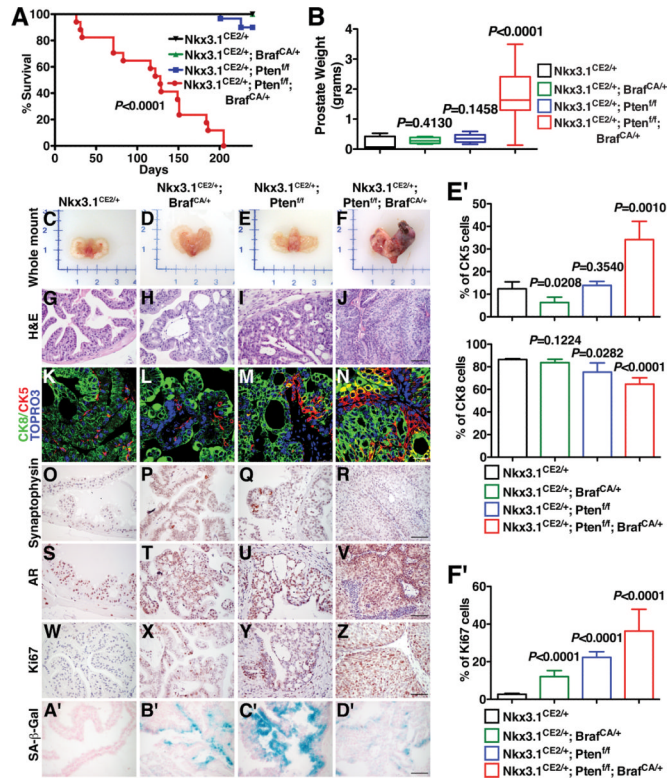 A
100
80
60
40
20
0
% Survival
0 50 100 150 200
Days
P<0.0001
Nkx3.1CE2/+
Nkx3.1CE2/+; BrafCA/+
Nkx3.1CE2/+; Ptenf/f
Nkx3.1CE2/+; Ptenf/f;
BrafCA/+
B
Prostate Weight
(grams)
4
3
2
1
0
P=0.4130
P=0.1458
P<0.0001
Nkx3.1CE2/+
Nkx3.1CE2/+; BrafCA/+
Nkx3.1CE2/+; Ptenf/f
Nkx3.1CE2/+; Ptenf/f;
BrafCA/+
Nkx3.1CE2/+
Nkx3.1CE2/+;
BrafCA/+
Nkx3.1CE2/+;
Ptenf/f
Nkx3.1CE2/+;
Ptenf/f; BrafCA/+
Whole mount
C D E F
H&E
G H I J
CK8/CK5
TOPRO3
K L M N
Synaptophysin
O P Q R
AR
S T U V
Ki67
W X Y Z
SA-β-Gal
A' B' C' D'
E'
% of CK5 cells
50
40
30
20
10
0
P=0.0208
P=0.3540
P=0.0010
% of CK8 cells
100
80
60
40
20
0
P=0.1224
P=0.0282
P<0.0001
Nkx3.1CE2/+
Nkx3.1CE2/+; BrafCA/+
Nkx3.1CE2/+; Ptenf/f
Nkx3.1CE2/+; Ptenf/f; BrafCA/+
F'
% of Ki67 cells
60
40
20
0
P<0.0001
P<0.0001
P<0.0001
Nkx3.1CE2/+
Nkx3.1CE2/+; BrafCA/+
Nkx3.1CE2/+; Ptenf/f
Nkx3.1CE2/+; Ptenf/f; BrafCA/+